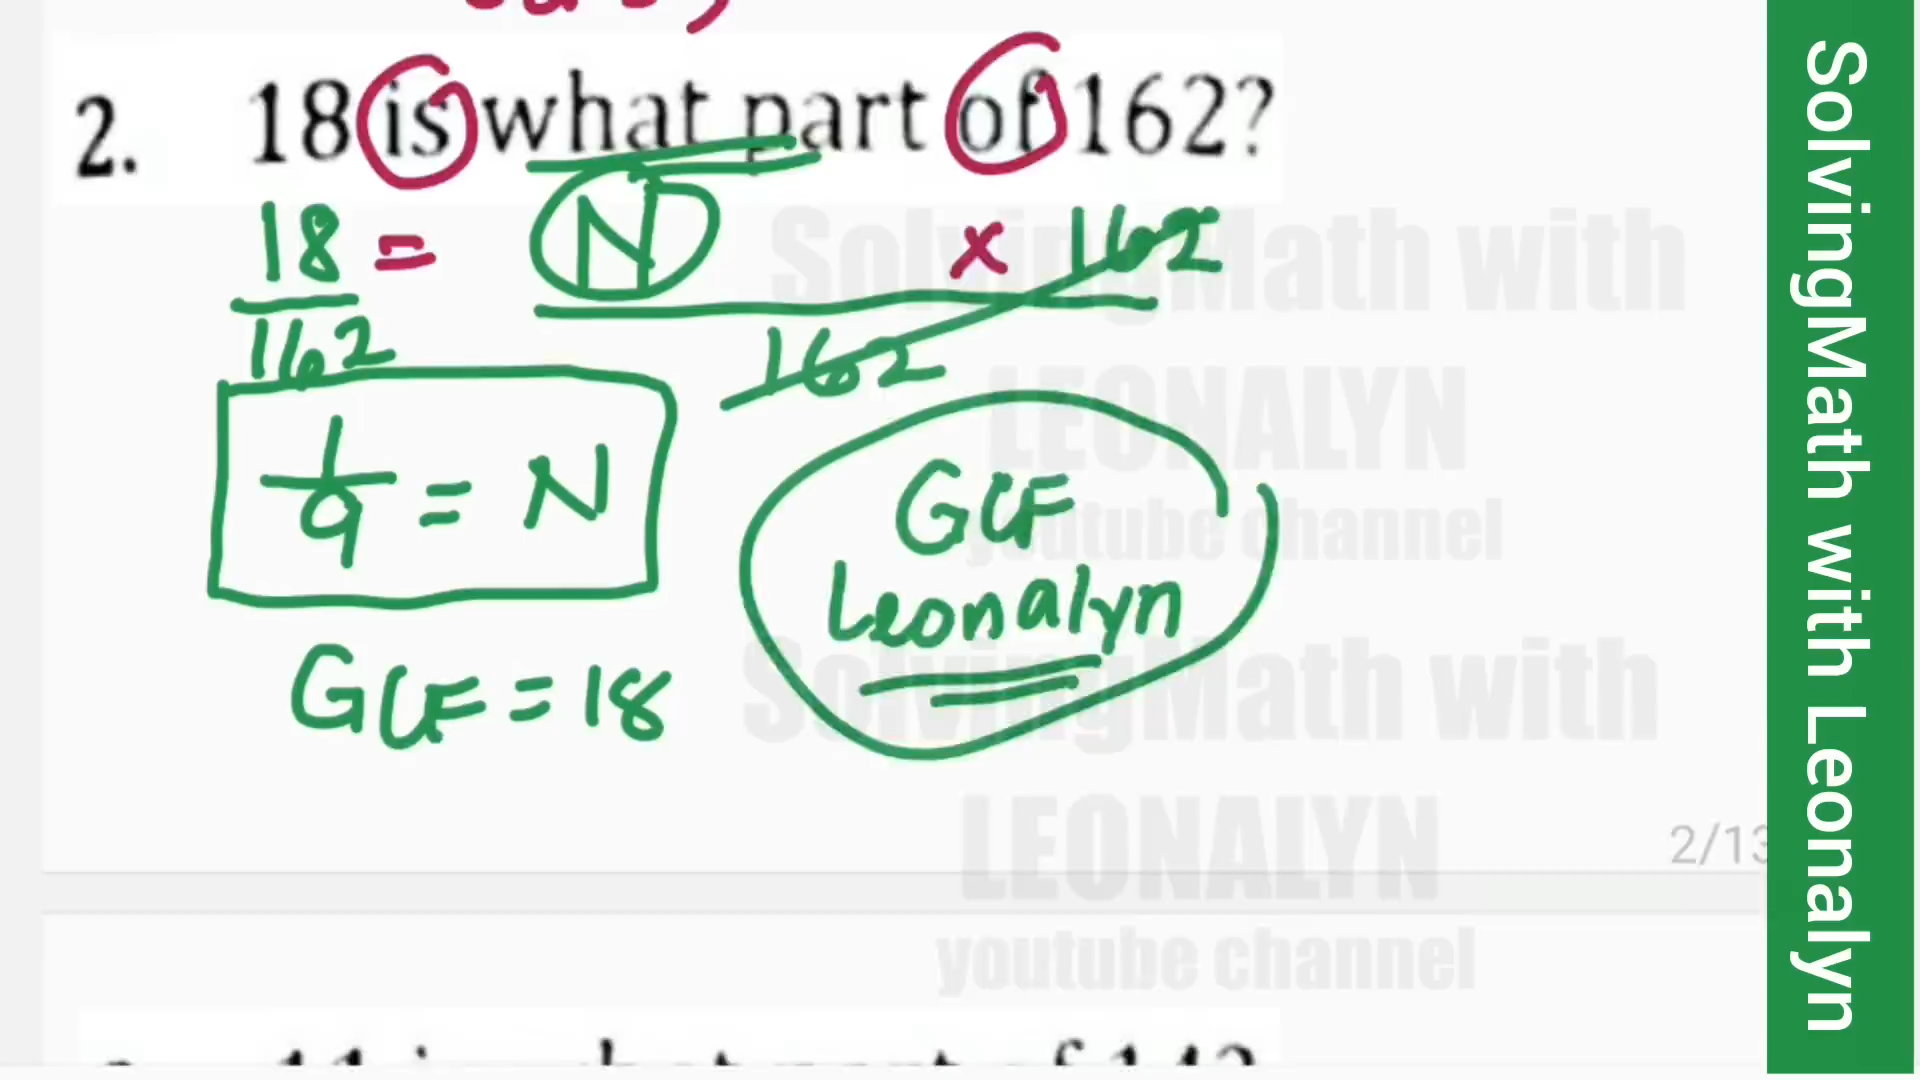 2. 18 is what part of 162?
18 = N x 162
162 162
1/9 = N
GCF
Leonalyn
GCF = 18
SolvingMath with
LEONALYN
youtube channel
SolvingMath with
LEONALYN
youtube channel
2/13
SolvingMath with Leonalyn